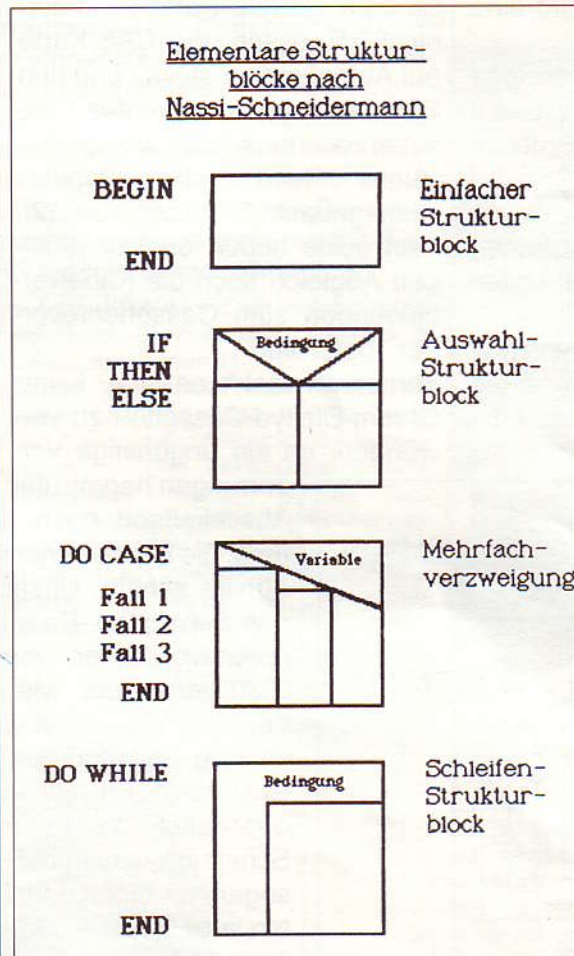 Elementare Struktur-
blöcke nach
Nassi-Schneidermann
BEGIN
END
Einfacher
Struktur-
block
IF
THEN
ELSE
Bedingung
Auswahl-
Struktur-
block
DO CASE
Fall 1
Fall 2
Fall 3
END
Variable
Mehrfach-
verzweigung
DO WHILE
END
Bedingung
Schleifen-
Struktur-
block